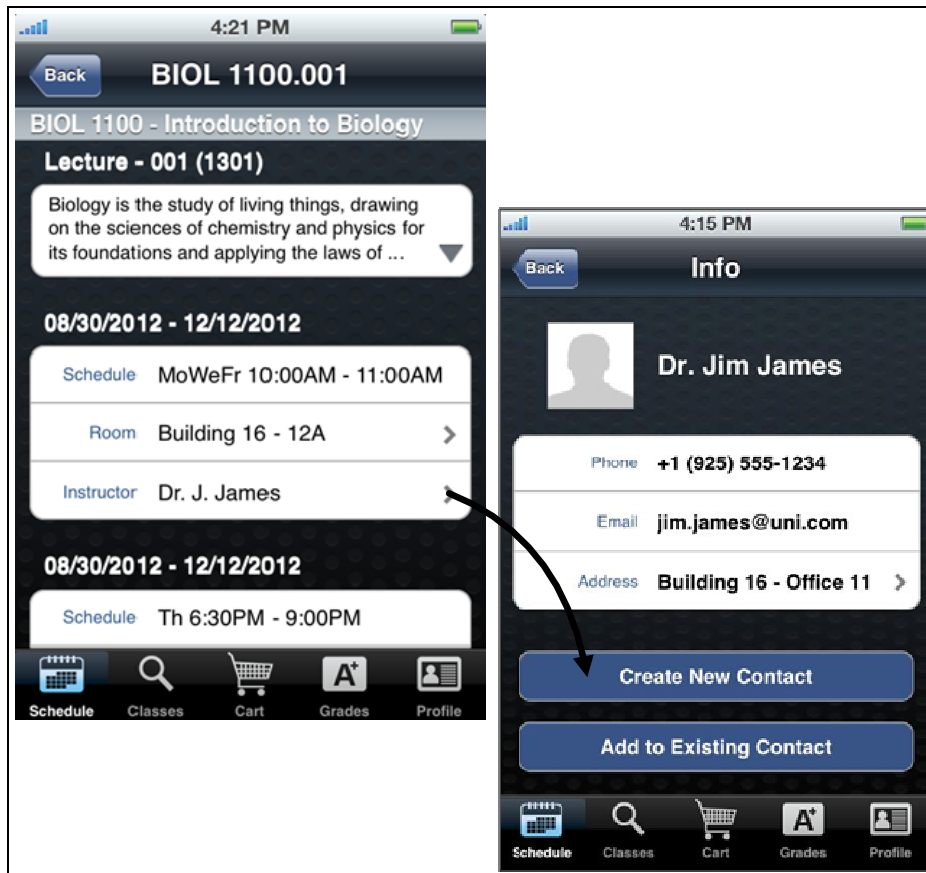 4:21 PM
Back
BIOL 1100.001
BIOL 1100 - Introduction to Biology
Lecture - 001 (1301)
Biology is the study of living things, drawing
on the sciences of chemistry and physics for
its foundations and applying the laws of ...
08/30/2012 - 12/12/2012
Schedule MoWeFr 10:00AM - 11:00AM
Room Building 16 - 12A
Instructor Dr. J. James
08/30/2012 - 12/12/2012
Schedule Th 6:30PM - 9:00PM
A+
Schedule Classes Cart Grades Profile
4:15 PM
Back
Info
Dr. Jim James
Phone +1 (925) 555-1234
Email jim.james@uni.com
Address Building 16 - Office 11
Create New Contact
Add to Existing Contact
A+
Schedule Classes Cart Grades Profile